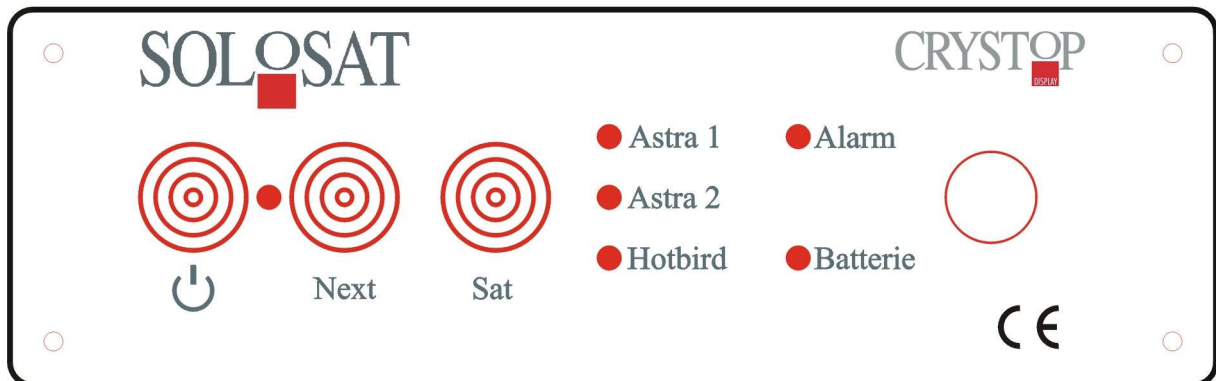 SOLOSAT
CRYSTOP
DISPLAY
Astra 1
Alarm
Astra 2
Hotbird
Batterie
Next
Sat
CE